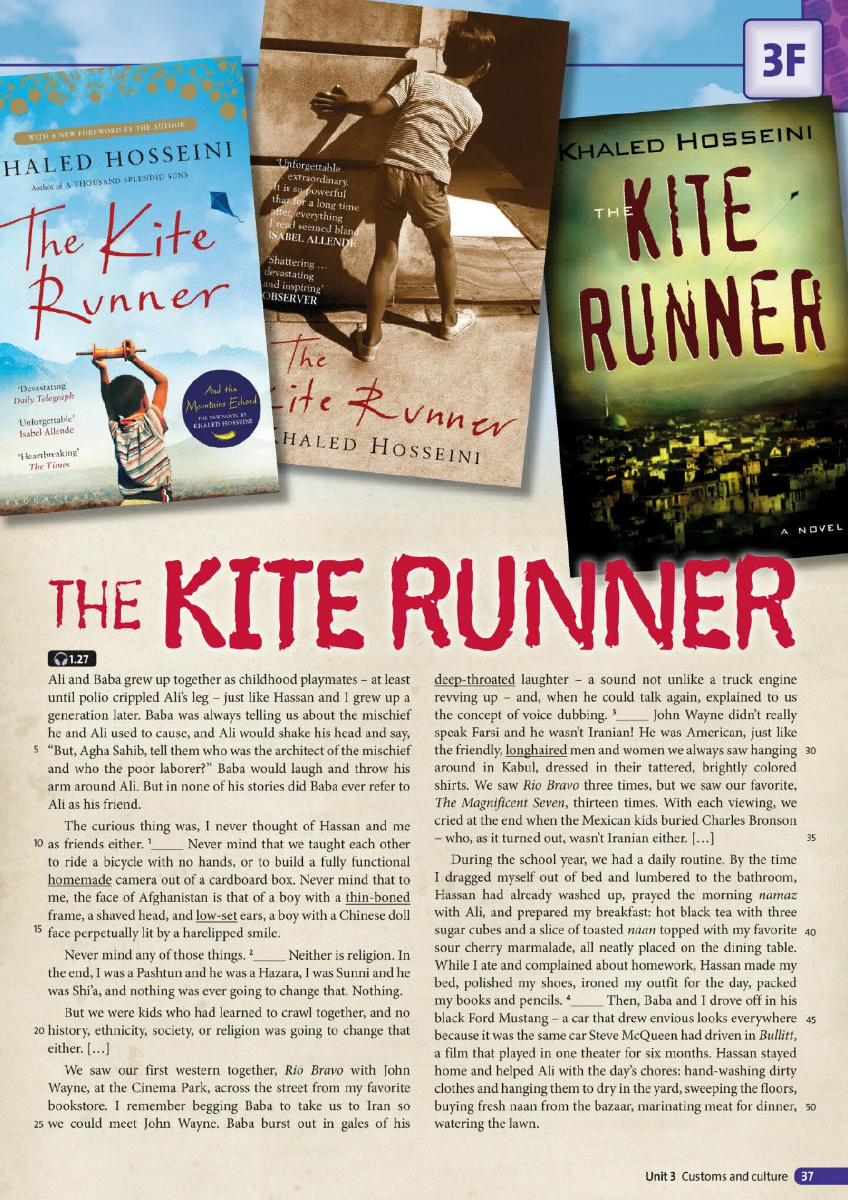 3F
WITH A NEW FOREWORD BY THE AUTHOR
HALED HOSSEINI
Author of A THOUSAND SPLENDID SUNS
The Kite
Runner
'Devastating'
Daily Telegraph
'Unforgettable'
Isabel Allende
'Heartbreaking'
The Times
And the
Mountains Echoed
THE NEW NOVEL BY
KHALED HOSSEINI
BLOOMSBURY
'Unforgettable
... extraordinary.
It is so powerful
that for a long time
after, everything
I read seemed bland
ISABEL ALLENDE
'Shattering ...
devastating
and inspiring'
OBSERVER
The
Kite Runner
KHALED HOSSEINI
KHALED HOSSEINI
THE KITE
RUNNER
A NOVEL
THE KITE RUNNER
1.27
Ali and Baba grew up together as childhood playmates – at least
until polio crippled Ali's leg – just like Hassan and I grew up a
generation later. Baba was always telling us about the mischief
he and Ali used to cause, and Ali would shake his head and say,
5 "But, Agha Sahib, tell them who was the architect of the mischief
and who the poor laborer?" Baba would laugh and throw his
arm around Ali. But in none of his stories did Baba ever refer to
Ali as his friend.
The curious thing was, I never thought of Hassan and me
10 as friends either. ¹_____ Never mind that we taught each other
to ride a bicycle with no hands, or to build a fully functional
homemade camera out of a cardboard box. Never mind that to
me, the face of Afghanistan is that of a boy with a thin-boned
frame, a shaved head, and low-set ears, a boy with a Chinese doll
15 face perpetually lit by a harelipped smile.
Never mind any of those things. ²_____ Neither is religion. In
the end, I was a Pashtun and he was a Hazara, I was Sunni and he
was Shi'a, and nothing was ever going to change that. Nothing.
But we were kids who had learned to crawl together, and no
20 history, ethnicity, society, or religion was going to change that
either. [...]
We saw our first western together, Rio Bravo with John
Wayne, at the Cinema Park, across the street from my favorite
bookstore. I remember begging Baba to take us to Iran so
25 we could meet John Wayne. Baba burst out in gales of his
deep-throated laughter – a sound not unlike a truck engine
revving up – and, when he could talk again, explained to us
the concept of voice dubbing. ³_____ John Wayne didn't really
speak Farsi and he wasn't Iranian! He was American, just like
the friendly, longhaired men and women we always saw hanging 30
around in Kabul, dressed in their tattered, brightly colored
shirts. We saw Rio Bravo three times, but we saw our favorite,
The Magnificent Seven, thirteen times. With each viewing, we
cried at the end when the Mexican kids buried Charles Bronson
– who, as it turned out, wasn't Iranian either. [...] 35
During the school year, we had a daily routine. By the time
I dragged myself out of bed and lumbered to the bathroom,
Hassan had already washed up, prayed the morning namaz
with Ali, and prepared my breakfast: hot black tea with three
sugar cubes and a slice of toasted naan topped with my favorite 40
sour cherry marmalade, all neatly placed on the dining table.
While I ate and complained about homework, Hassan made my
bed, polished my shoes, ironed my outfit for the day, packed
my books and pencils. ⁴_____ Then, Baba and I drove off in his
black Ford Mustang – a car that drew envious looks everywhere 45
because it was the same car Steve McQueen had driven in Bullitt,
a film that played in one theater for six months. Hassan stayed
home and helped Ali with the day's chores: hand-washing dirty
clothes and hanging them to dry in the yard, sweeping the floors,
buying fresh naan from the bazaar, marinating meat for dinner, 50
watering the lawn.
Unit 3 Customs and culture 37